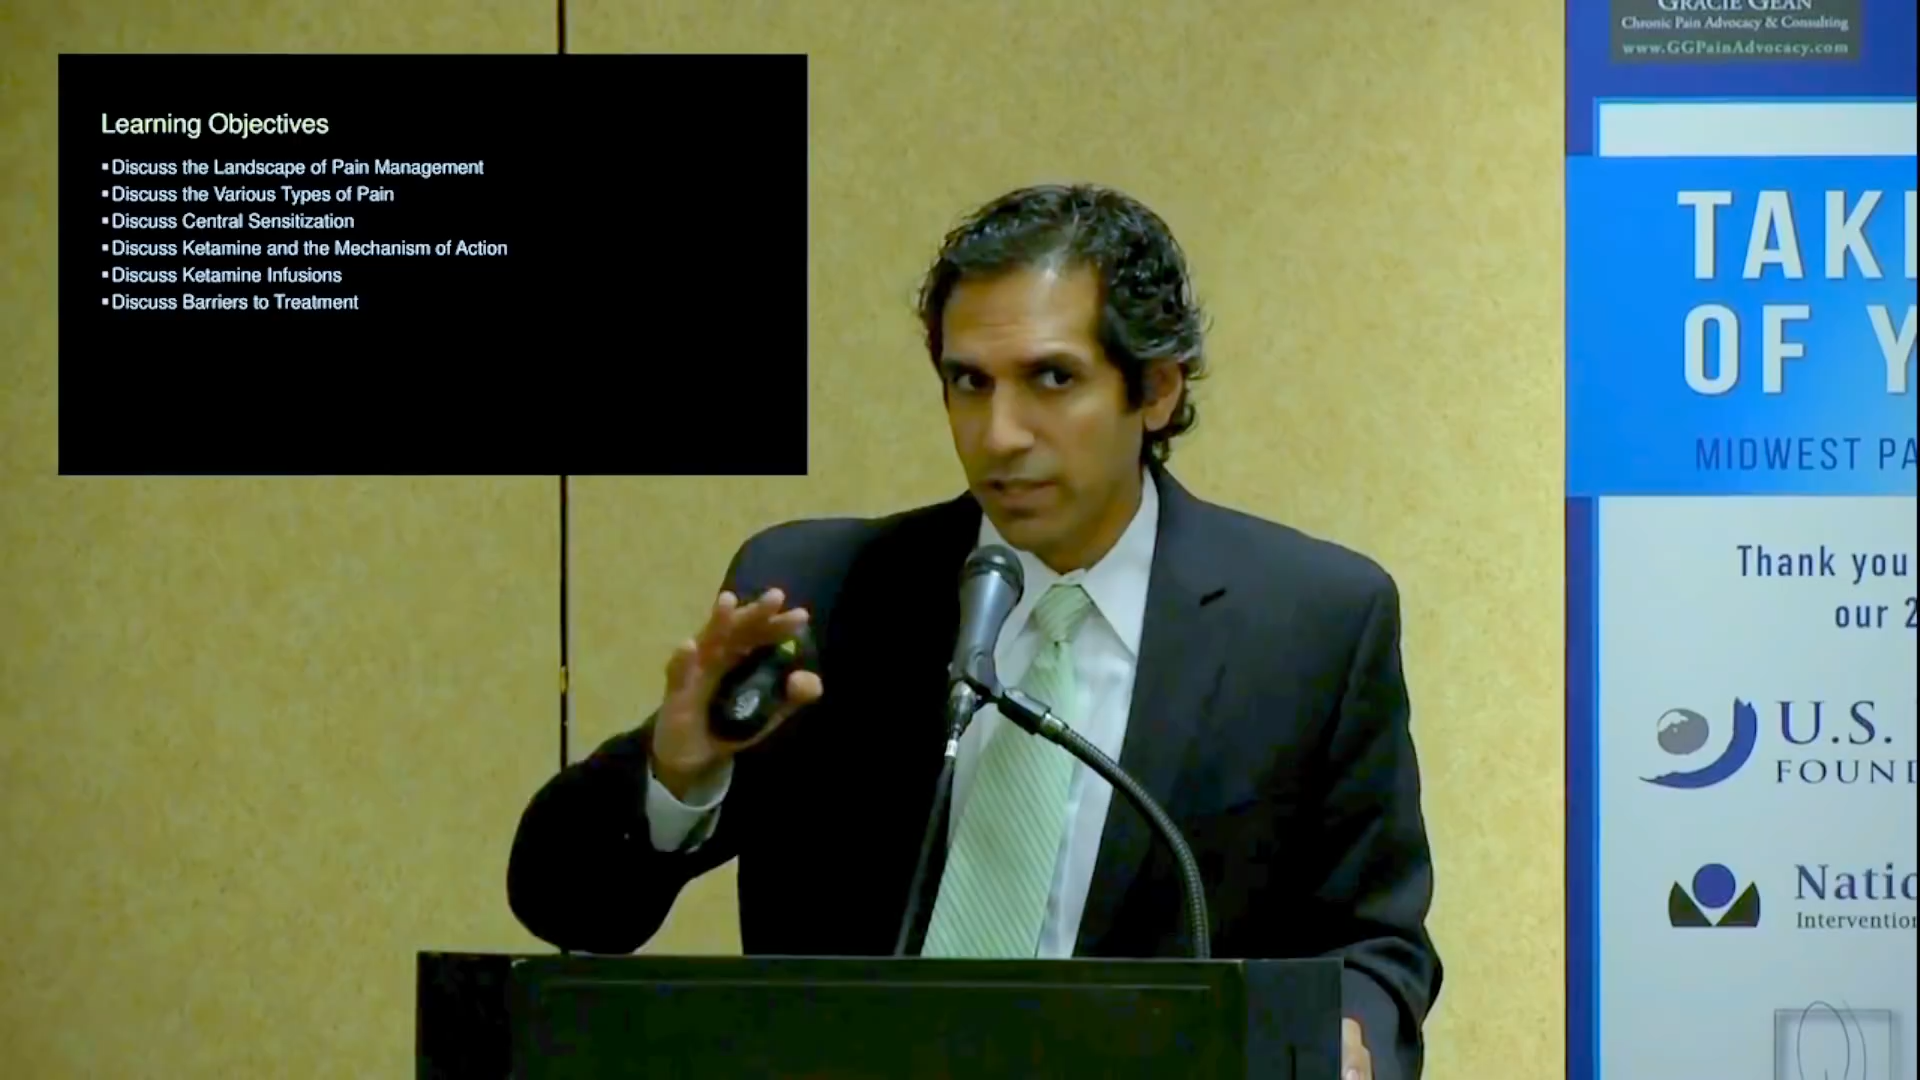 Learning Objectives
▪Discuss the Landscape of Pain Management
▪Discuss the Various Types of Pain
▪Discuss Central Sensitization
▪Discuss Ketamine and the Mechanism of Action
▪Discuss Ketamine Infusions
▪Discuss Barriers to Treatment
GRACIE GEAN
Chronic Pain Advocacy & Consulting
www.GGPainAdvocacy.com
TAK
OF Y
MIDWEST PA
Thank you
our 2
U.S.
FOUND
Natio
Intervention